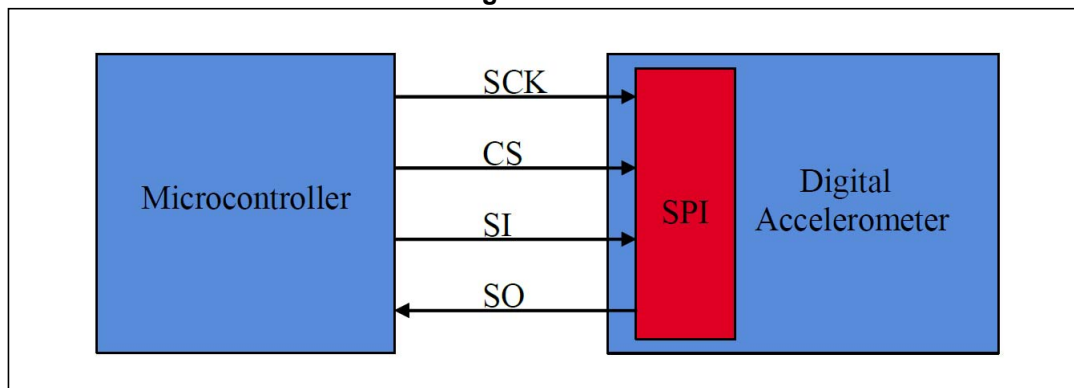 SCK
CS
Microcontroller
SI
SO
SPI
Digital
Accelerometer